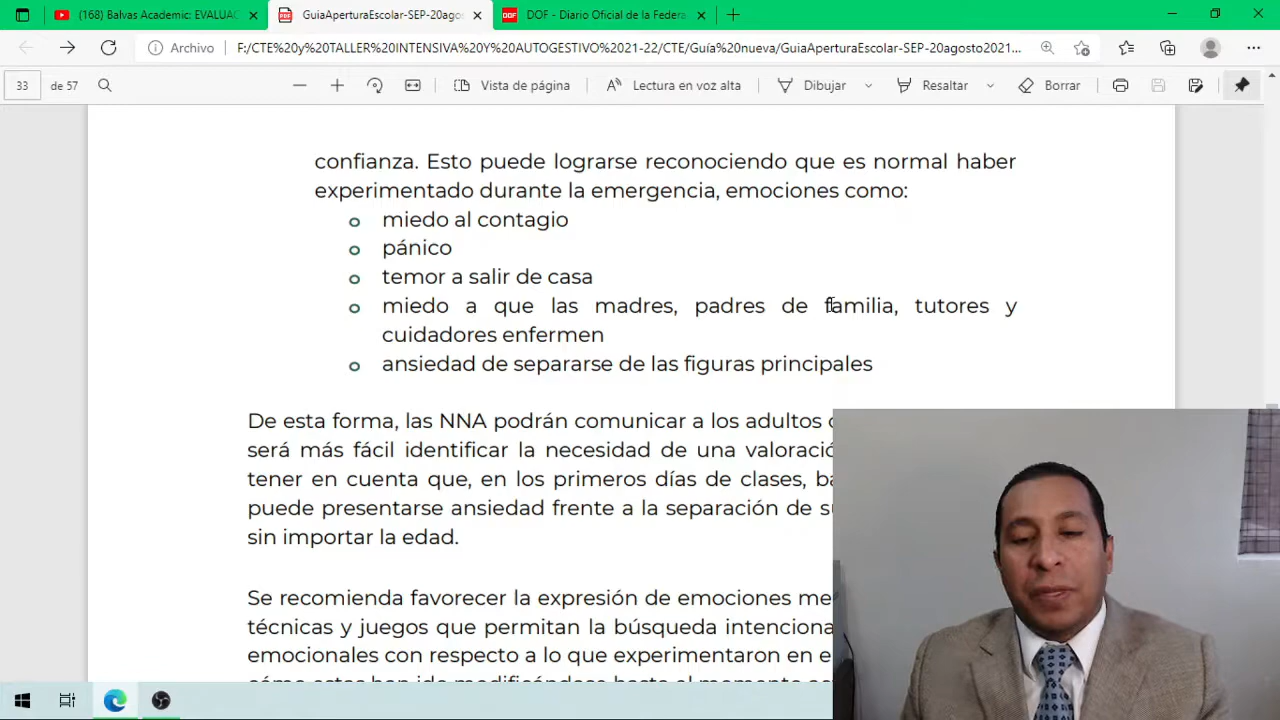 (168) Balvas Academic: EVALUAC
GuiaAperturaEscolar-SEP-20ago
DOF - Diario Oficial de la Federa
Archivo
F:/CTE%20y%20TALLER%20INTENSIVA%20Y%20AUTOGESTIVO%202021-22/CTE/Guía%20nueva/GuiaAperturaEscolar-SEP-20agosto2021...
33 de 57
Vista de página
Lectura en voz alta
Dibujar
Resaltar
Borrar
confianza. Esto puede lograrse reconociendo que es normal haber
experimentado durante la emergencia, emociones como:
o miedo al contagio
o pánico
o temor a salir de casa
o miedo a que las madres, padres de familia, tutores y
cuidadores enfermen
o ansiedad de separarse de las figuras principales
De esta forma, las NNA podrán comunicar a los adultos
será más fácil identificar la necesidad de una valoració
tener en cuenta que, en los primeros días de clases, ba
puede presentarse ansiedad frente a la separación de su
sin importar la edad.
Se recomienda favorecer la expresión de emociones me
técnicas y juegos que permitan la búsqueda intenciona
emocionales con respecto a lo que experimentaron en e